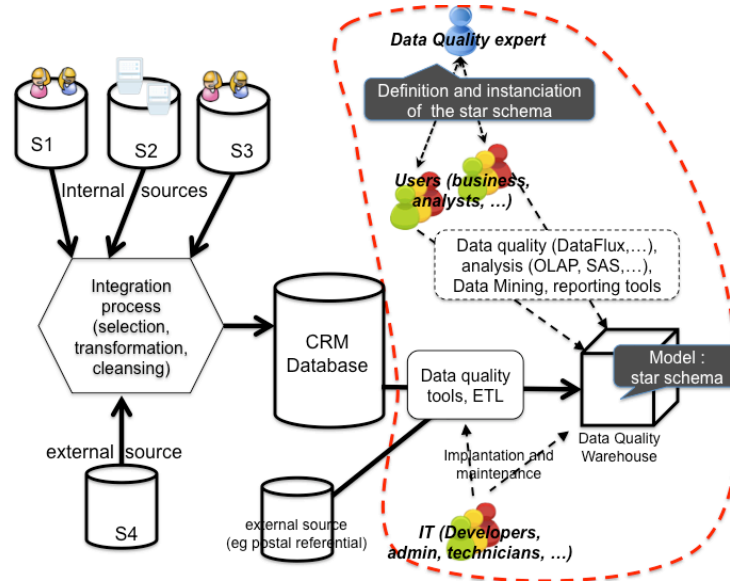 Data Quality expert
Definition and instanciation
of the star schema
S1
S2
S3
Internal sources
Users (business,
analysts, ...)
Data quality (DataFlux,...),
analysis (OLAP, SAS,...),
Data Mining, reporting tools
Integration
process
(selection,
transformation,
cleansing)
CRM
Database
Model :
star schema
Data quality
tools, ETL
Data Quality
Warehouse
external source
Implantation and
maintenance
S4
external source
(eg postal referential)
IT (Developers,
admin, technicians, ...)